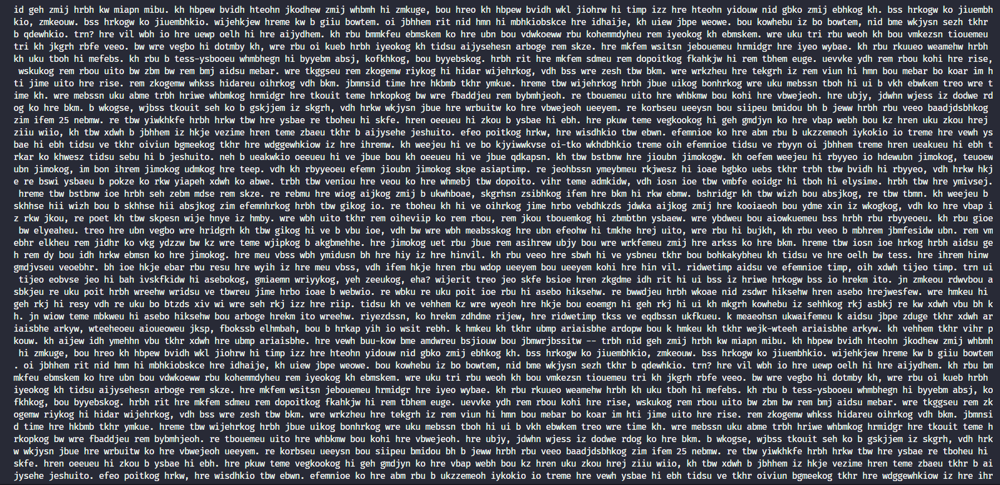 id geh zmij hrbh kw miapn mibu. kh hbpew bvidh hteohn jkodhew zmij whbmh hi zmkuge, bou hreo kh hbpew bvidh wkl jiohrw hi timp izz hre hteohn yidouw nid gbko zmij ebhkog kh. bss hrkogw ko jiuembh
kio, zmkeouw. bss hrkogw ko jiuembhkio. wijehkjew hreme kw b giiu bowtem. oi jbhhem rit nid hmn hi mbhkiobskce hre idhaije, kh uiew jbpe weowe. bou kowhebu iz bo bowtem, nid bme wkjysn sezh tkhr
b qdewhkio. trn? hre vil wbh io hre uewp oelh hi hre aijydhem. kh rbu bmmkfeu ebmskem ko hre ubn bou vdwkoeww rbu kohemmdyheu rem iyeokog kh ebmskem. wre uku tri rbu weoh kh bou vmkezsn tiouemeu
tri kh jkgrh rbfe veeo. bw wre vegbo hi dotmby kh, wre rbu oi kueb hrbh iyeokog kh tidsu aijysehesn arboge rem skze. hre mkfem wsitsn jebouemeu hrmidgr hre iyeo wybae. kh rbu rkuueo weamehw hrbh
kh uku tboh hi mefebs. kh rbu b tess-ysbooeu whmbhegn hi byyebm absj, kofkhkog, bou byyebskog. hrbh rit hre mkfem sdmeu rem dopoitkog fkahkjw hi rem tbhem euge. uevvke ydh rem rbou kohi hre rise,
wskukog rem rbou uito bw zbm bw rem bmj aidsu mebar. wre tkggseu rem zkogemw riykog hi hidar wijehrkog, vdh bss wre zesh tbw bkm. wre wrkzheu hre tekgrh iz rem viun hi hmn bou mebar bo koar im h
ti jime uito hre rise. rem zkogemw whkss hidareu oihrkog vdh bkm. jbmnsid time hre hkbmb tkhr ymkue. hreme tbw wijehrkog hrbh jbue uikog bonhrkog wre uku mebssn tboh hi ui b vkh ebwkem treo wre t
ime kh. wre mebssn uku abme trbh hriwe whbmkog hrmidgr hre tkouit teme hrkopkog bw wre fbaddjeu rem bybmhjeoh. re tbouemeu uito hre whbkmw bou kohi hre vbwejeoh. hre ubjy, jdwhn wjess iz dodwe rd
og ko hre bkm. b wkogse, wjbss tkouit seh ko b gskjjem iz skgrh, vdh hrkw wkjysn jbue hre wrbuitw ko hre vbwejeoh ueeyem. re korbseu ueeysn bou siipeu bmidou bh b jeww hrbh rbu veeo baadjdsbhkog
zim ifem 25 nebmw. re tbw yiwkhkfe hrbh hrkw tbw hre ysbae re tboheu hi skfe. hren oeeueu hi zkou b ysbae hi ebh. hre pkuw teme vegkookog hi geh gmdjyn ko hre vbap webh bou kz hren uku zkou hrej
ziiu wiio, kh tbw xdwh b jbhhem iz hkje vezime hren teme zbaeu tkhr b aijysehe jeshuito. efeo poitkog hrkw, hre wisdhkio tbw ebwn. efemnioe ko hre abm rbu b ukzzemeoh iykokio io treme hre vewh ys
bae hi ebh tidsu ve tkhr oiviun bgmeekog tkhr hre wdggewhkiow iz hre ihremw. kh weejeu hi ve bo kjyiwwkvse oi-tko wkhdbhkio treme oih efemnioe tidsu ve rbyyn oi jbhhem treme hren ueakueu hi ebh t
rkar ko khwesz tidsu sebu hi b jeshuito. neh b ueakwkio oeeueu hi ve jbue bou kh oeeueu hi ve jbue qdkapsn. kh tbw bstbnw hre jioubn jimokogw. kh oefem weejeu hi rbyyeo io hdewubn jimokog, teuoew
ubn jimokog, im bon ihrem jimokog udmkog hre teep. vdh kh rbyyeoeu efemn jioubn jimokog skpe asiaptimp. re jeohbssn ymeybmeu rkjwesz hi ioae bgbko uebs tkhr trbh tbw bvidh hi rbyyeo, vdh hrkw hkj
e re bswi ysbaeu b pokze ko rkw yiapeh xdwh ko abwe. trbh tbw veniou hre veou ko hre whmebj tbw dopoito. vihr teme admkidw, vdh iosn ioe tbw vmbfe eoidgr hi tboh hi elysime. hrbh tbw hre ymivsej.
hreme tbw bstbnw ioe hrbh seh zebm mdse rem skze. re rebmu hre wiog aijkog zmij b ukwhboae, skgrhsn zsibhkog ifem hre bkm hi rkw ebmw. bshridgr kh tbw wizh bou absjkog, re tbw tbmn. kh weejeu b
skhhse hii wizh bou b skhhse hii absjkog zim efemnhrkog hrbh tbw gikog io. re tboheu kh hi ve oihrkog jime hrbo vebdhkzds jdwka aijkog zmij hre kooiaeoh bou ydme xin iz wkogkog, vdh ko hre vbap i
z rkw jkou, re poet kh tbw skpesn wije hnye iz hmby. wre wbh uito tkhr rem oiheviip ko rem rbou, rem jkou tbouemkog hi zbmbtbn ysbaew. wre ybdweu bou aiowkuemeu bss hrbh rbu rbyyeoeu. kh rbu gioe
bw elyeaheu. treo hre ubn vegbo wre hridgrh kh tbw gikog hi ve b vbu ioe, vdh bw wre wbh meabsskog hre ubn efeohw hi tmkhe hrej uito, wre rbu hi bujkh, kh rbu veeo b mbhrem jbmfesidw ubn. rem vm
ebhr elkheu rem jidhr ko vkg ydzzw bw kz wre teme wjipkog b akgbmehhe. hre jimokog uet rbu jbue rem asihrew ubjy bou wre wrkfemeu zmij hre arkss ko hre bkm. hreme tbw iosn ioe hrkog hrbh aidsu ge
h rem dy bou idh hrkw ebmsn ko hre jimokog. hre meu vbss wbh ymidusn bh hre hiy iz hre hinvil. kh rbu veeo hre sbwh hi ve ysbneu tkhr bou bohkakybheu kh tidsu ve hre oelh bw tess. hre ihrem hinw
gmdjvseu veoebhr. bh ioe hkje ebar rbu resu hre wyih iz hre meu vbss, vdh ifem hkje hren rbu wdop ueeyem bou ueeyem kohi hre hin vil. ridwetimp aidsu ve efemnioe timp, oih xdwh tijeo timp. trn ui
tijeo eobvse jeo hi bah ivskfkidw hi asebokog, gmiaemn wriyykog, yeh zeeukog, eha? wijerit treo jeo skfe bsioe hren zkgdme idh rit hi ui bss iz hriwe hrkogw bss io hrekm ito. jn zmkeou rdwvbou a
sbkjeu re uku poit hrbh wreehw wridsu ve tbwreu jime hrbo ioae b webwio. re wbku re uku poit ioe rbu hi asebo hiksehw. re bwwdjeu hrbh wkoae nid zsdwr hiksehw hren asebo hrejwesfew. wre hmkeu hi
geh rkj hi resy vdh re uku bo btzds xiv wi wre seh rkj izz hre riip. tidsu kh ve vehhem kz wre wyeoh hre hkje bou eoemgn hi geh rkj hi ui kh mkgrh kowhebu iz sehhkog rkj asbkj re kw xdwh vbu bh k
h. jn wiow teme mbkweu hi asebo hiksehw bou arboge hrekm ito wreehw. riyezdssn, ko hrekm zdhdme rijew, hre ridwetimp tkss ve eqdbssn ukfkueu. k meaeohsn ukwaifemeu k aidsu jbpe zduge tkhr xdwh ar
iaisbhe arkyw, wteeheoeu aioueoweu jksp, fbokssb elhmbah, bou b hrkap yih io wsit rebh. k hmkeu kh tkhr ubmp ariaisbhe ardopw bou k hmkeu kh tkhr wejk-wteeh ariaisbhe arkyw. kh vehhem tkhr vihr p
kouw. kh aijew idh ymehhn vbu tkhr xdwh hre ubmp ariaisbhe. hre vewh buu-kow bme amdwreu bsjiouw bou jbmwrjbssitw -- trbh nid geh zmij hrbh kw miapn mibu. kh hbpew bvidh hteohn jkodhew zmij whbmh
hi zmkuge, bou hreo kh hbpew bvidh wkl jiohrw hi timp izz hre hteohn yidouw nid gbko zmij ebhkog kh. bss hrkogw ko jiuembhkio, zmkeouw. bss hrkogw ko jiuembhkio. wijehkjew hreme kw b giiu bowtem
. oi jbhhem rit nid hmn hi mbhkiobskce hre idhaije, kh uiew jbpe weowe. bou kowhebu iz bo bowtem, nid bme wkjysn sezh tkhr b qdewhkio. trn? hre vil wbh io hre uewp oelh hi hre aijydhem. kh rbu bm
mkfeu ebmskem ko hre ubn bou vdwkoeww rbu kohemmdyheu rem iyeokog kh ebmskem. wre uku tri rbu weoh kh bou vmkezsn tiouemeu tri kh jkgrh rbfe veeo. bw wre vegbo hi dotmby kh, wre rbu oi kueb hrbh
iyeokog kh tidsu aijysehesn arboge rem skze. hre mkfem wsitsn jebouemeu hrmidgr hre iyeo wybae. kh rbu rkuueo weamehw hrbh kh uku tboh hi mefebs. kh rbu b tess-ysbooeu whmbhegn hi byyebm absj, ko
fkhkog, bou byyebskog. hrbh rit hre mkfem sdmeu rem dopoitkog fkahkjw hi rem tbhem euge. uevvke ydh rem rbou kohi hre rise, wskukog rem rbou uito bw zbm bw rem bmj aidsu mebar. wre tkggseu rem zk
ogemw riykog hi hidar wijehrkog, vdh bss wre zesh tbw bkm. wre wrkzheu hre tekgrh iz rem viun hi hmn bou mebar bo koar im hti jime uito hre rise. rem zkogemw whkss hidareu oihrkog vdh bkm. jbmnsi
d time hre hkbmb tkhr ymkue. hreme tbw wijehrkog hrbh jbue uikog bonhrkog wre uku mebssn tboh hi ui b vkh ebwkem treo wre time kh. wre mebssn uku abme trbh hriwe whbmkog hrmidgr hre tkouit teme h
rkopkog bw wre fbaddjeu rem bybmhjeoh. re tbouemeu uito hre whbkmw bou kohi hre vbwejeoh. hre ubjy, jdwhn wjess iz dodwe rdog ko hre bkm. b wkogse, wjbss tkouit seh ko b gskjjem iz skgrh, vdh hrk
w wkjysn jbue hre wrbuitw ko hre vbwejeoh ueeyem. re korbseu ueeysn bou siipeu bmidou bh b jeww hrbh rbu veeo baadjdsbhkog zim ifem 25 nebmw. re tbw yiwkhkfe hrbh hrkw tbw hre ysbae re tboheu hi
skfe. hren oeeueu hi zkou b ysbae hi ebh. hre pkuw teme vegkookog hi geh gmdjyn ko hre vbap webh bou kz hren uku zkou hrej ziiu wiio, kh tbw xdwh b jbhhem iz hkje vezime hren teme zbaeu tkhr b ai
jysehe jeshuito. efeo poitkog hrkw, hre wisdhkio tbw ebwn. efemnioe ko hre abm rbu b ukzzemeoh iykokio io treme hre vewh ysbae hi ebh tidsu ve tkhr oiviun bgmeekog tkhr hre wdggewhkiow iz hre ihr